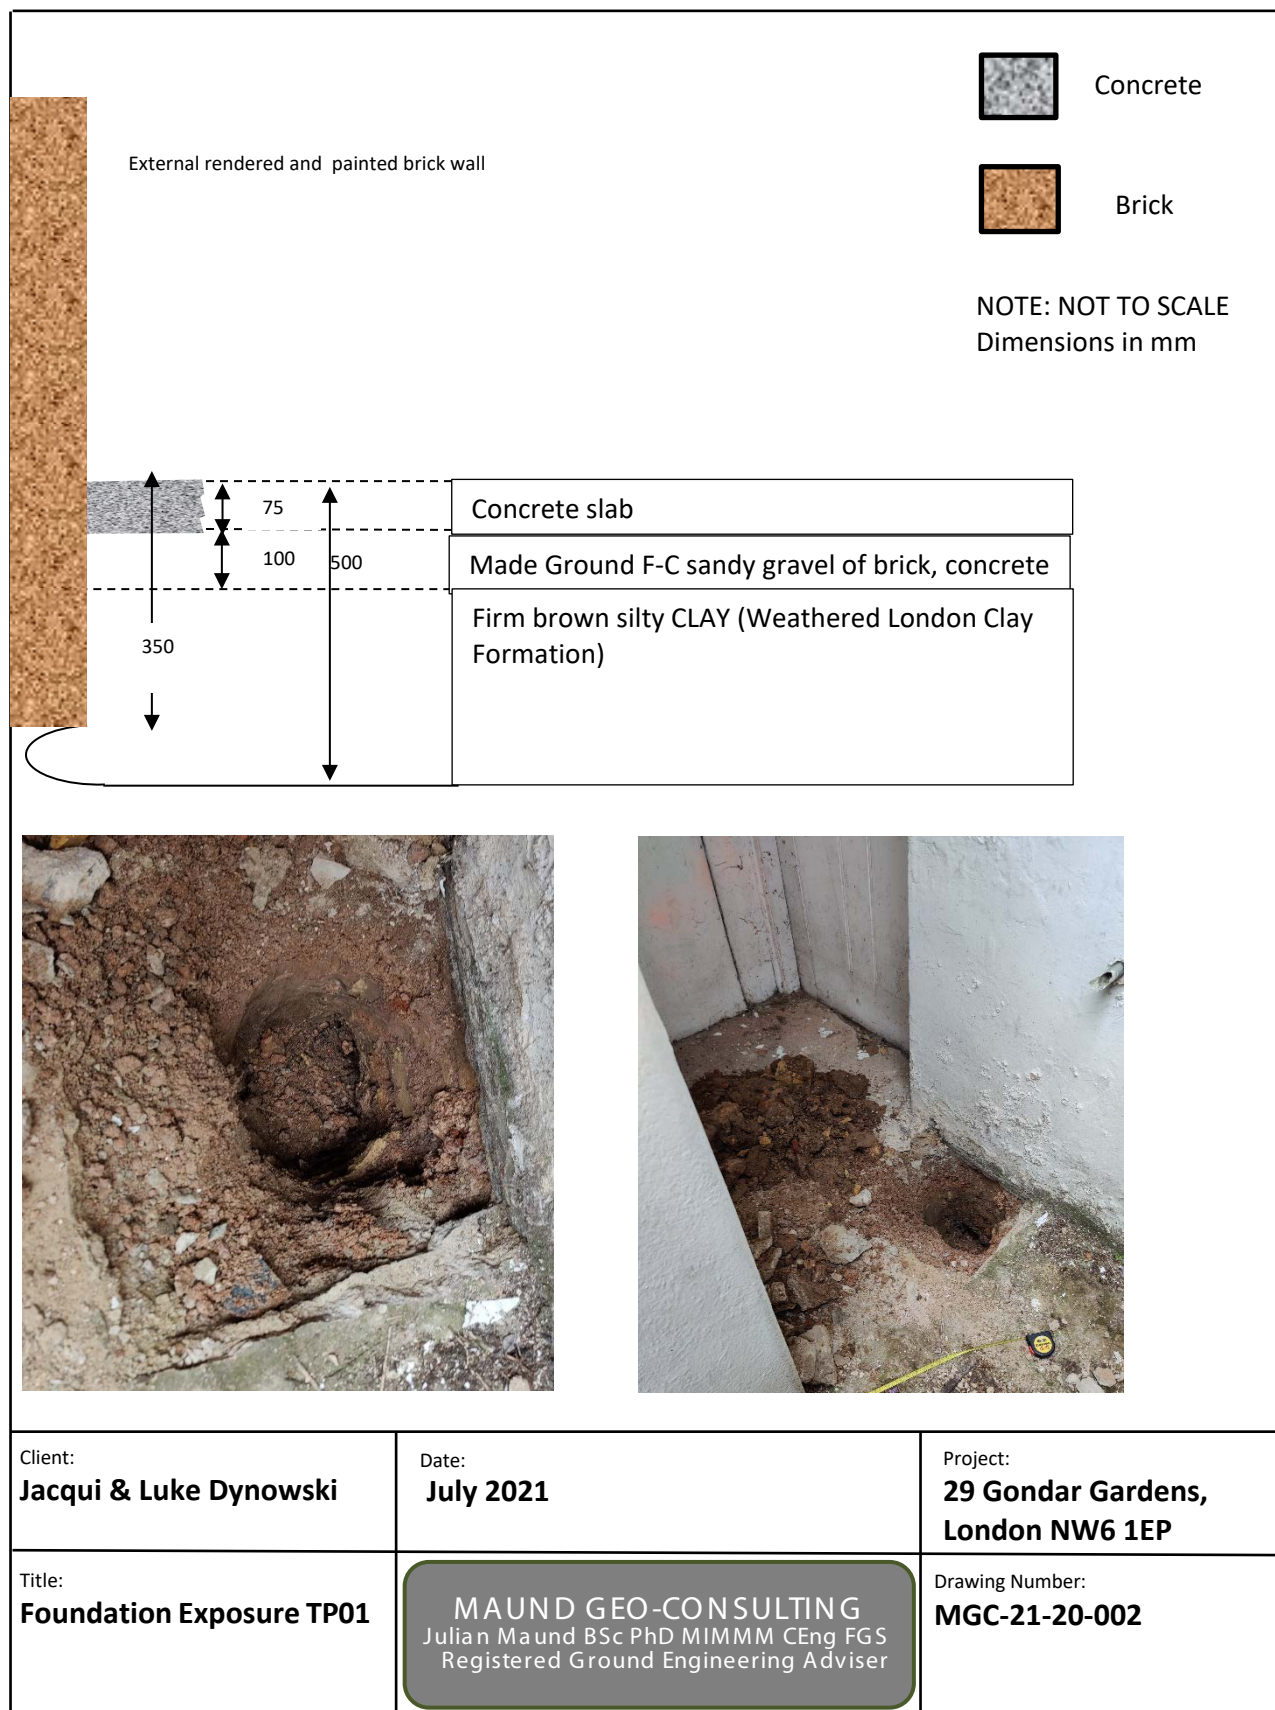 Concrete
External rendered and painted brick wall
Brick
NOTE: NOT TO SCALE
Dimensions in mm
75
Concrete slab
100
500
Made Ground F-C sandy gravel of brick, concrete
Firm brown silty CLAY (Weathered London Clay
Formation)
350
Client:
Jacqui & Luke Dynowski
Date:
July 2021
Project:
29 Gondar Gardens,
London NW6 1EP
Title:
Foundation Exposure TP01
MAUND GEO-CONSULTING
Julian Maund BSc PhD MIMMM CEng FGS
Registered Ground Engineering Adviser
Drawing Number:
MGC-21-20-002